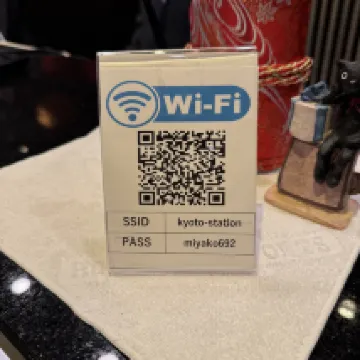 Wi-Fi
SSID kyoto-station
PASS miyako692